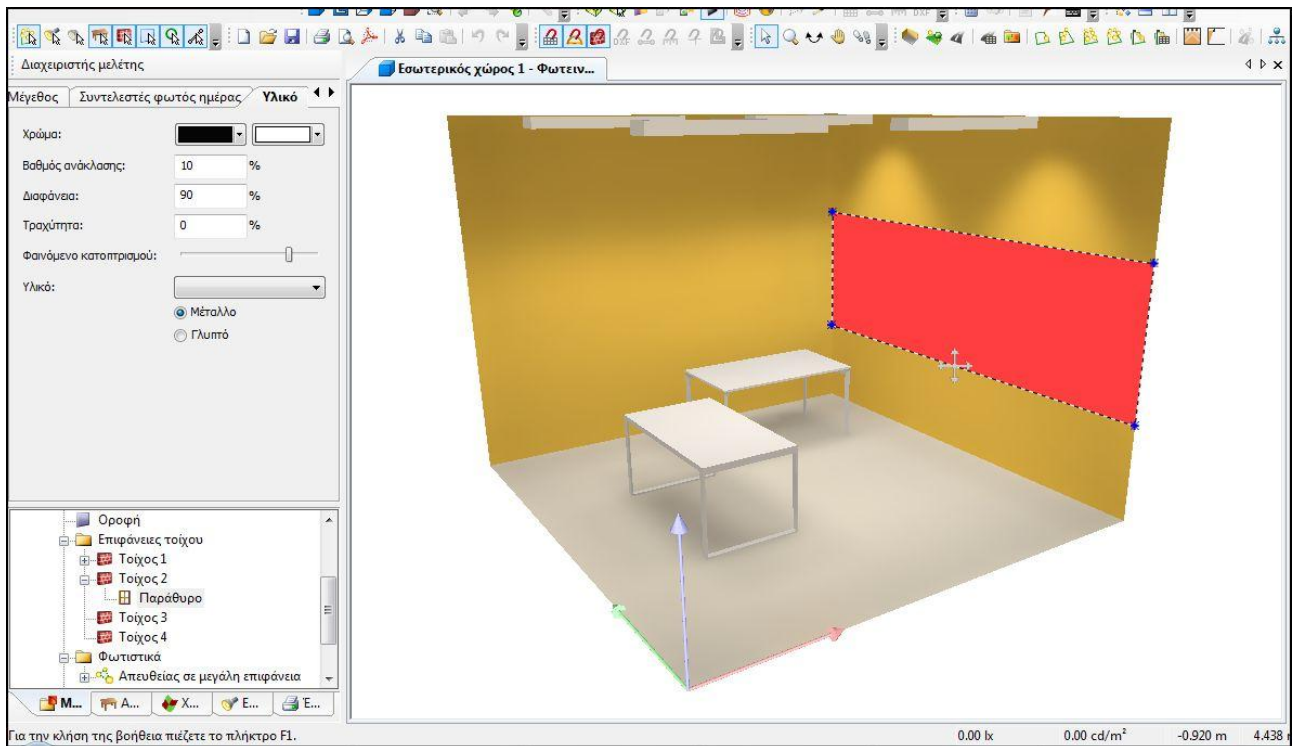 Διαχειριστής μελέτης
Εσωτερικός χώρος 1 - Φωτειν...
Μέγεθος Συντελεστές φωτός ημέρας Υλικό
Χρώμα:
Βαθμός ανάκλασης: 10 %
Διαφάνεια: 90 %
Τραχύτητα: 0 %
Φαινόμενο κατοπτρισμού:
Υλικό:
Μέταλλο
Γλυπτό
Οροφή
Επιφάνειες τοίχου
Τοίχος 1
Τοίχος 2
Παράθυρο
Τοίχος 3
Τοίχος 4
Φωτιστικά
Απευθείας σε μεγάλη επιφάνεια
Μ... Α... Χ... Ε... Έ...
Για την κλήση της βοήθεια πιέζετε το πλήκτρο F1. 0.00 lx 0.00 cd/m² -0.920 m 4.438